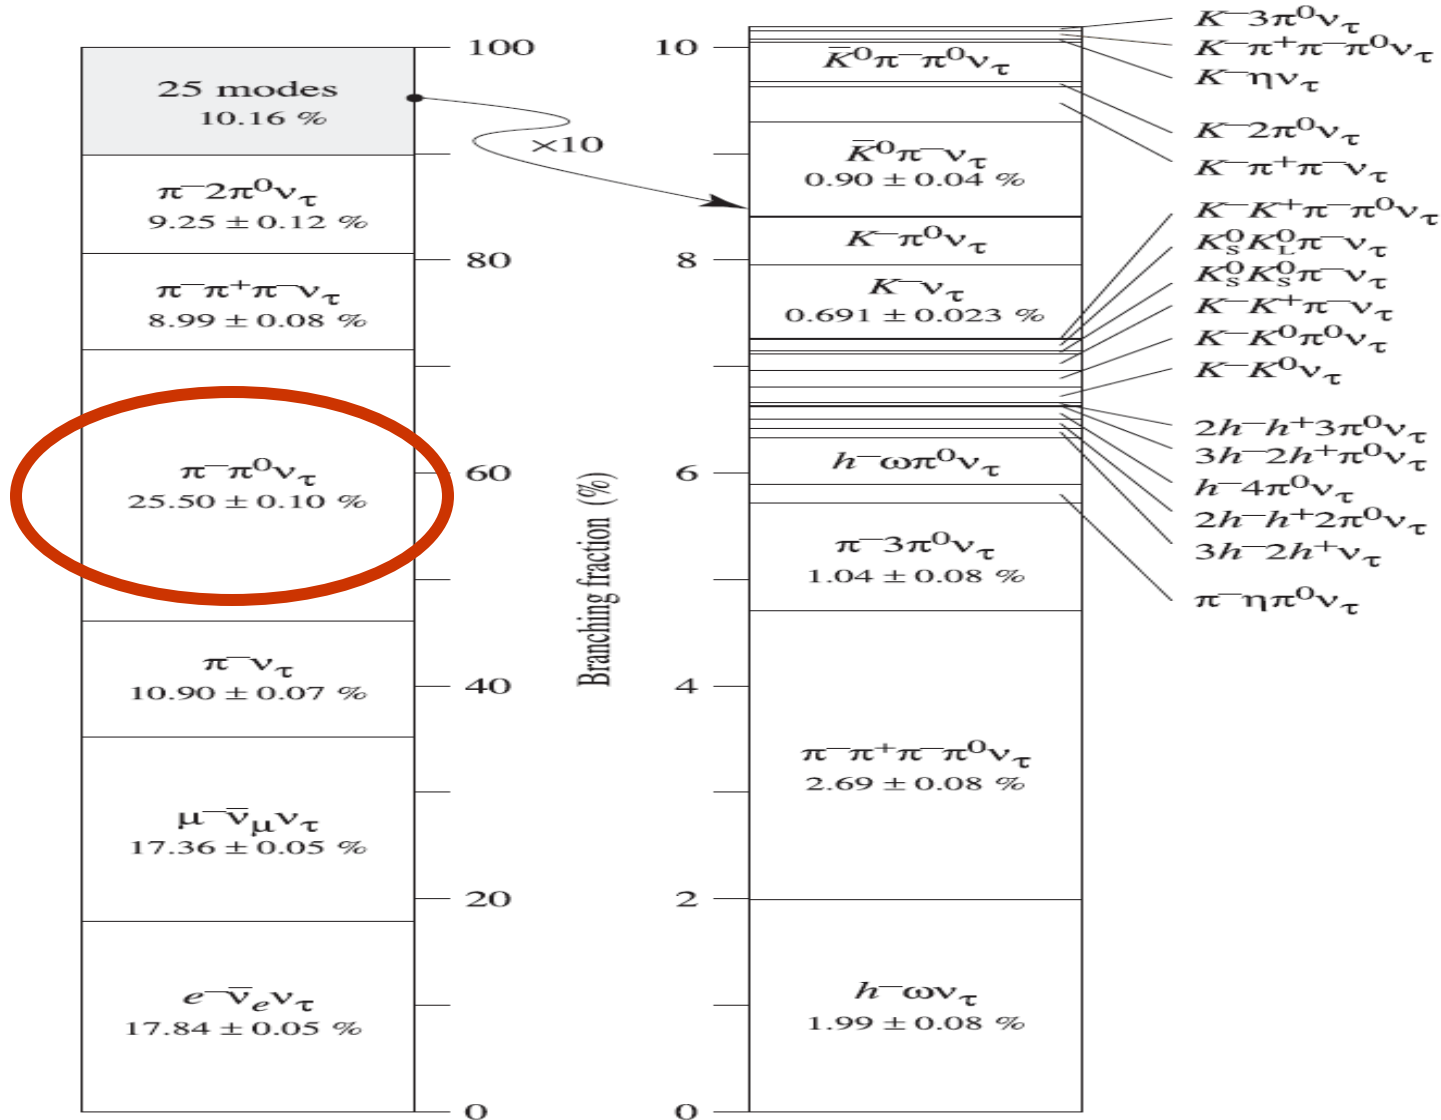 100
25 modes
10.16 %
π⁻2π⁰ν_τ
9.25 ± 0.12 %
80
π⁻π⁺π⁻ν_τ
8.99 ± 0.08 %
π⁻π⁰ν_τ
25.50 ± 0.10 %
60
π⁻ν_τ
10.90 ± 0.07 %
40
μ⁻ν̄_μν_τ
17.36 ± 0.05 %
20
e⁻ν̄_eν_τ
17.84 ± 0.05 %
0
×10
Branching fraction (%)
10
K̄⁰π⁻π⁰ν_τ
K̄⁰π⁻ν_τ
0.90 ± 0.04 %
K⁻π⁰ν_τ
8
K⁻ν_τ
0.691 ± 0.023 %
h⁻ωπ⁰ν_τ
6
π⁻3π⁰ν_τ
1.04 ± 0.08 %
4
π⁻π⁺π⁻π⁰ν_τ
2.69 ± 0.08 %
2
h⁻ων_τ
1.99 ± 0.08 %
0
K⁻3π⁰ν_τ
K⁻π⁺π⁻π⁰ν_τ
K⁻ην_τ
K⁻2π⁰ν_τ
K⁻π⁺π⁻ν_τ
K⁻K⁺π⁻π⁰ν_τ
K⁰_S K⁰_L π⁻ν_τ
K⁰_S K⁰_S π⁻ν_τ
K⁻K⁺π⁻ν_τ
K⁻K⁰π⁰ν_τ
K⁻K⁰ν_τ
2h⁻h⁺3π⁰ν_τ
3h⁻2h⁺π⁰ν_τ
h⁻4π⁰ν_τ
2h⁻h⁺2π⁰ν_τ
3h⁻2h⁺ν_τ
π⁻ηπ⁰ν_τ